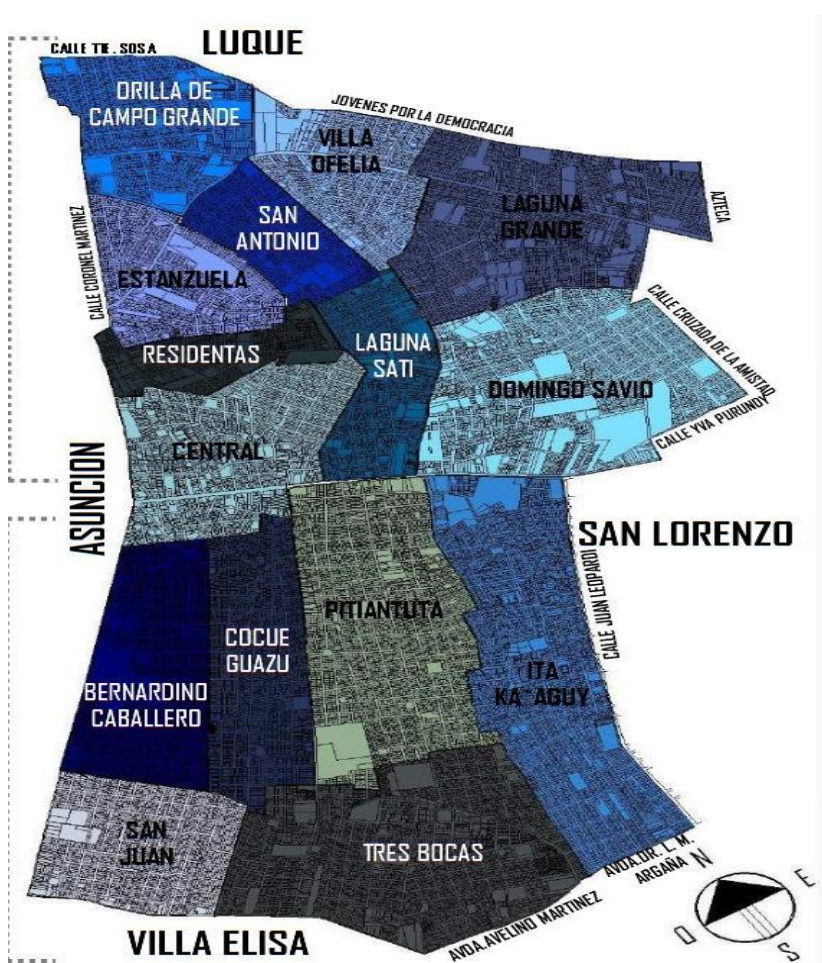 CALLE TTE. SOSA
LUQUE
ORILLA DE
CAMPO GRANDE
JOVENES POR LA DEMOCRACIA
VILLA
OFELIA
LAGUNA
GRANDE
AZTECA
SAN
ANTONIO
CALLE CORONEL MARTINEZ
ESTANZUELA
RESIDENTAS
LAGUNA
SATI
CALLE CRUZADA DE LA AMISTAD
DOMINGO SAVIO
CALLE YVA PURUNDY
CENTRAL
ASUNCION
SAN LORENZO
CALLE JUAN LEOPARDI
PITIANTUTA
COCUE
GUAZU
ITA
KA´AGUY
BERNARDINO
CABALLERO
SAN
JUAN
TRES BOCAS
AVDA.DR. L. M.
ARGAÑA
AVDA.AVELINO MARTINEZ
VILLA ELISA
N
E
O
S